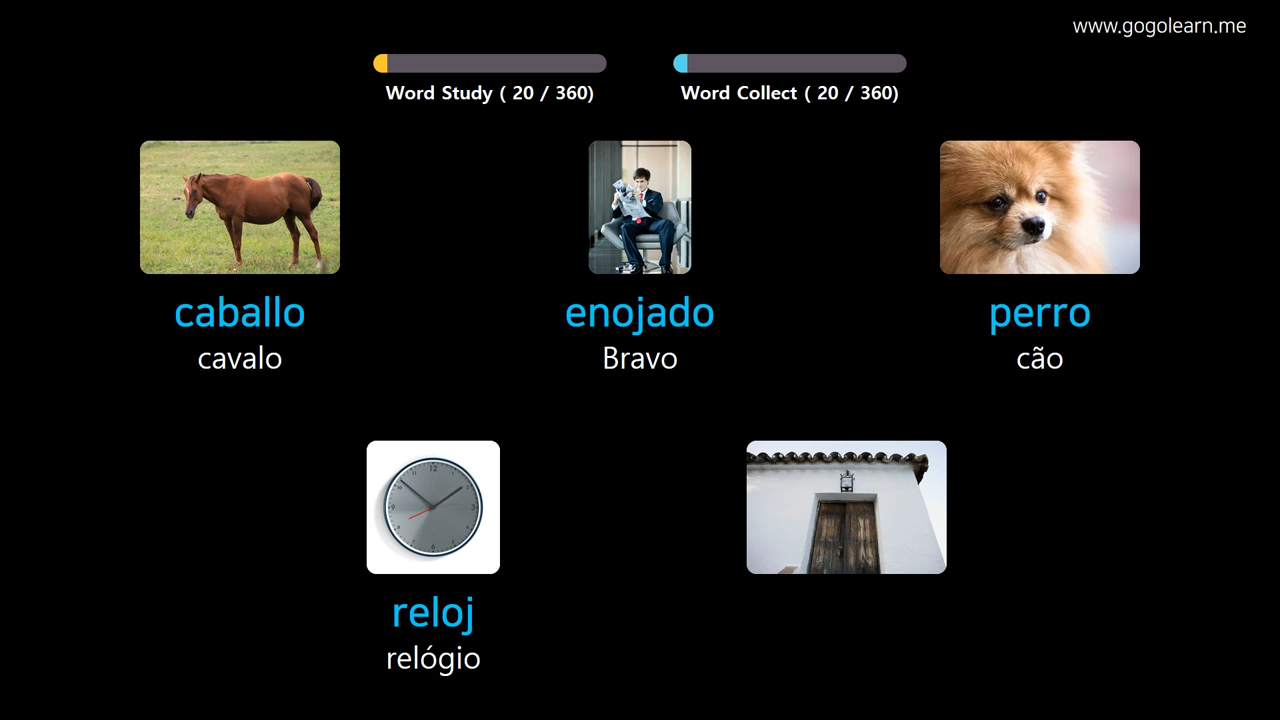 www.gogolearn.me
Word Study ( 20 / 360)
Word Collect ( 20 / 360)
caballo
cavalo
enojado
Bravo
perro
cão
12
reloj
relógio